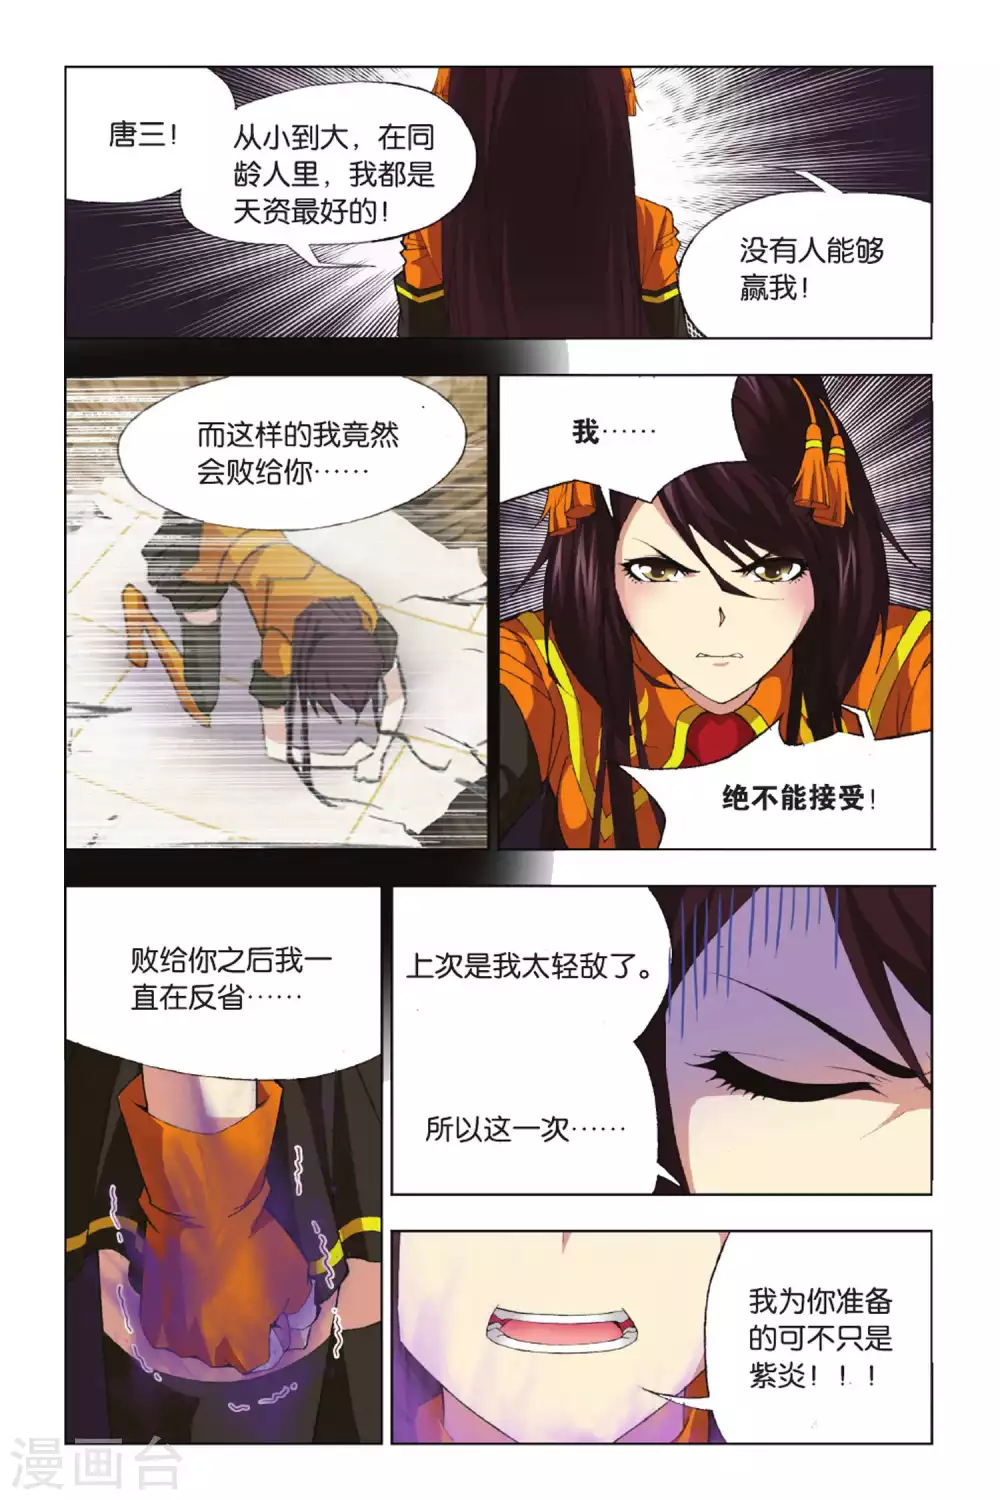 唐三！
从小到大，在同
龄人里，我都是
天资最好的！
没有人能够
赢我！
而这样的我竟然
会败给你……
我……
绝不能接受！
败给你之后我一
直在反省……
上次是我太轻敌了。
所以这一次……
我为你准备
的可不只是
紫炎！！！
漫画台